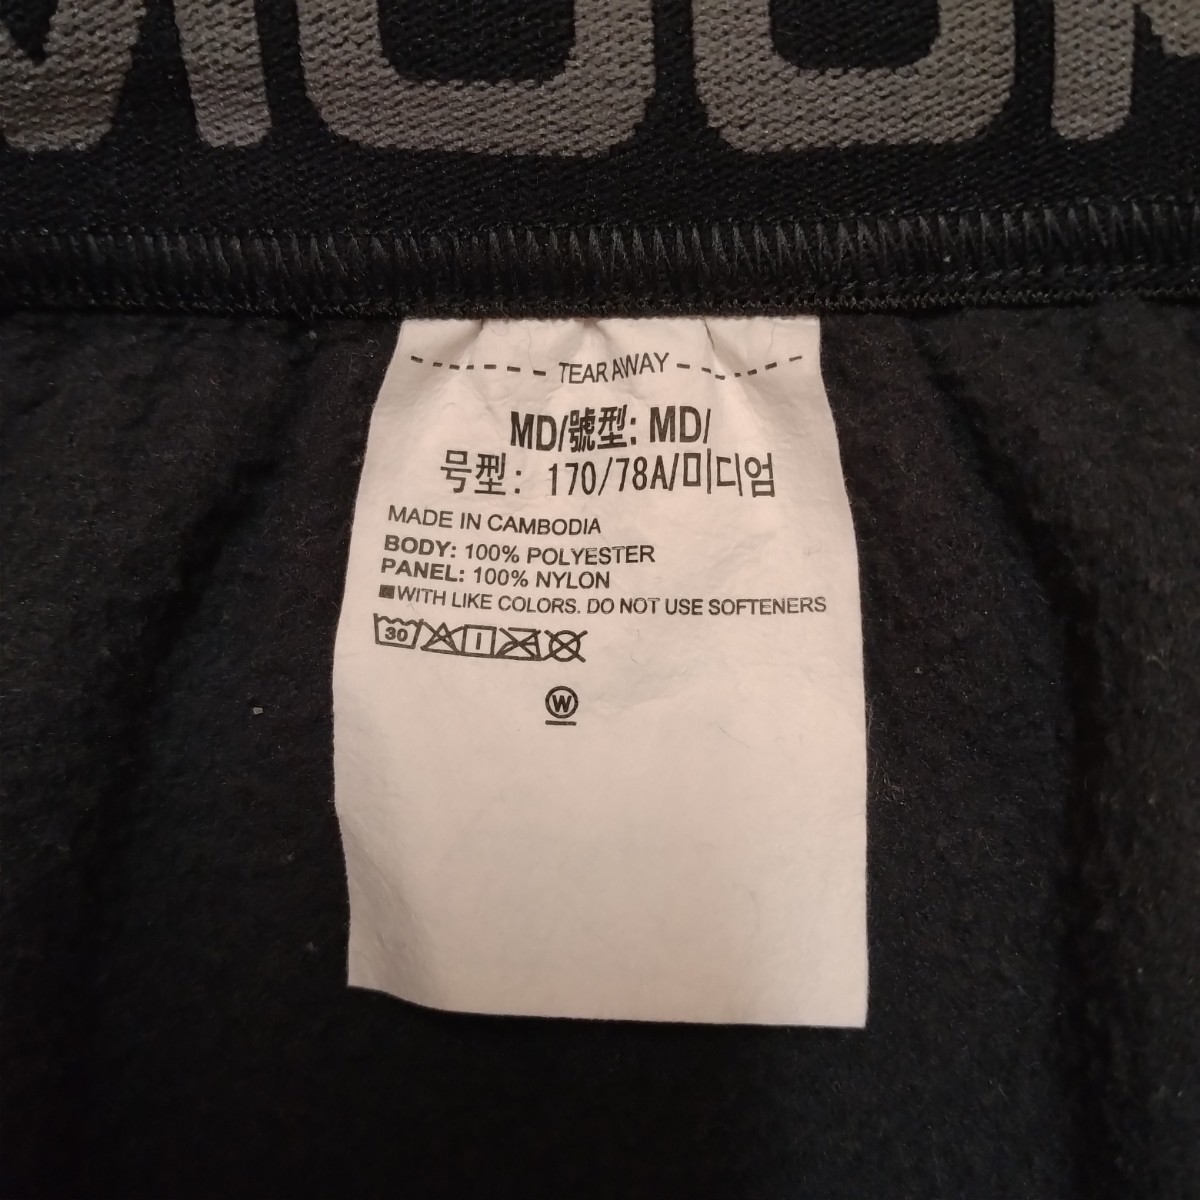 TEAR AWAY
MD/號型: MD/
号型: 170/78A/미디엄
MADE IN CAMBODIA
BODY: 100% POLYESTER
PANEL: 100% NYLON
WITH LIKE COLORS. DO NOT USE SOFTENERS
30
W